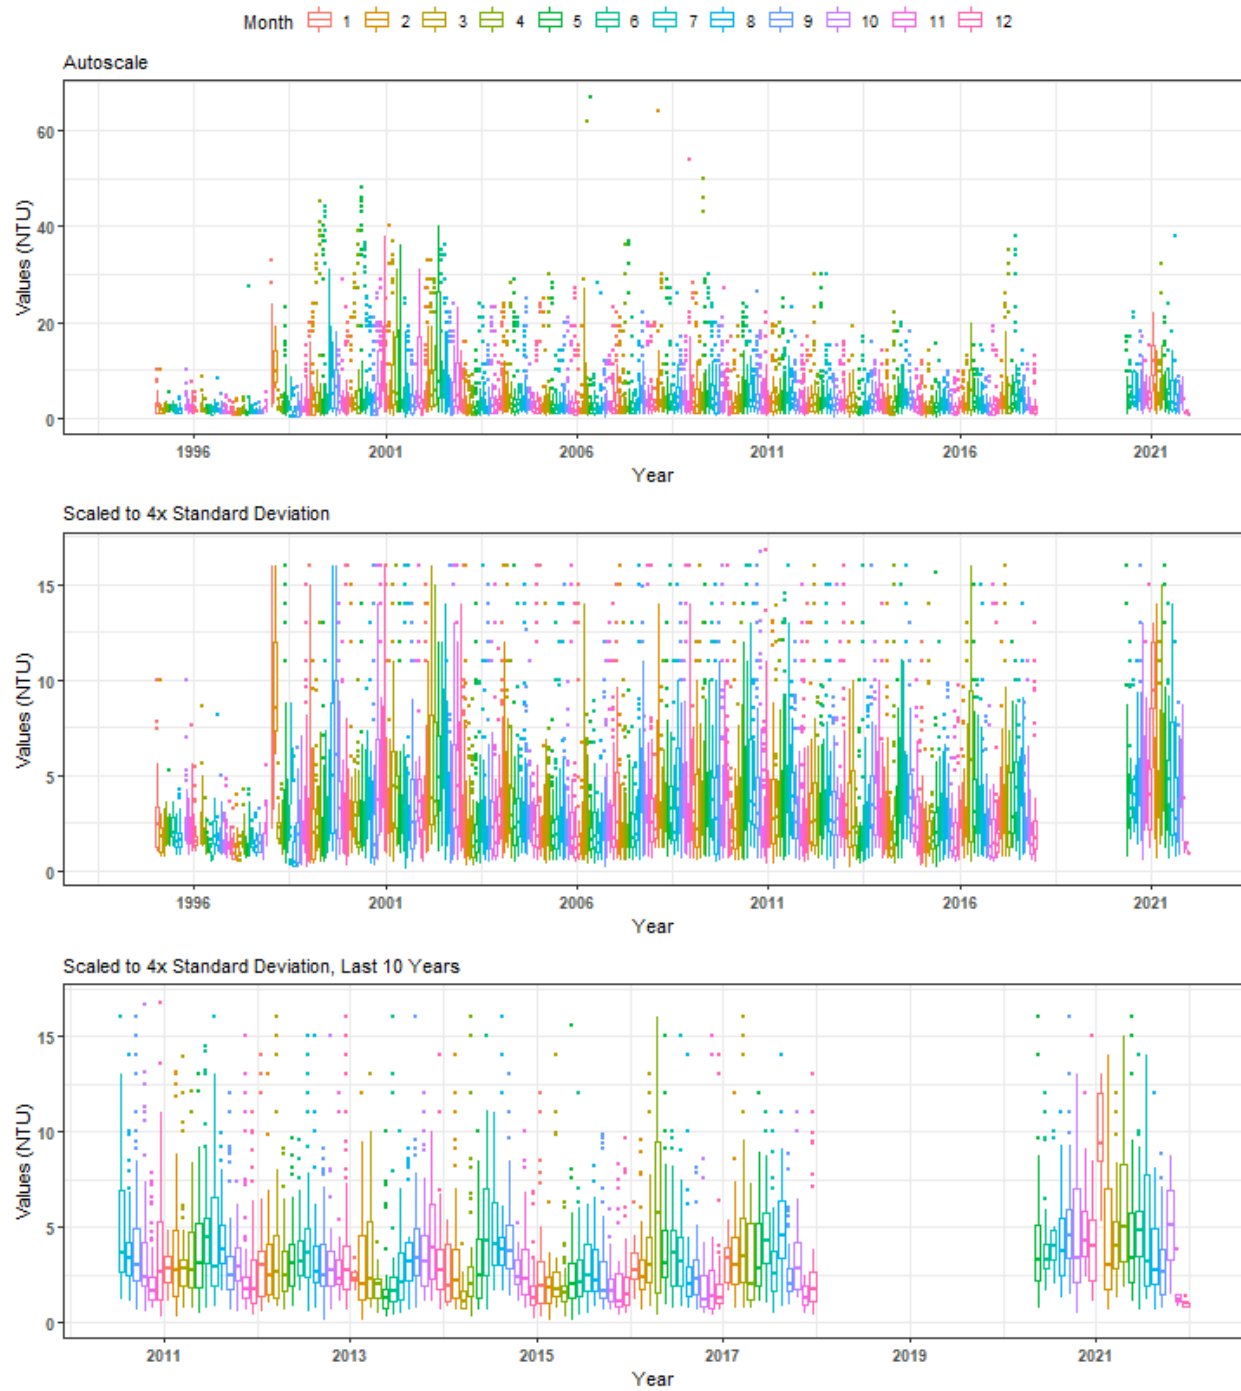 Month 1 2 3 4 5 6 7 8 9 10 11 12
Autoscale
Values (NTU)
60
40
20
0
1996 2001 2006 2011 2016 2021
Year
Scaled to 4x Standard Deviation
Values (NTU)
15
10
5
0
1996 2001 2006 2011 2016 2021
Year
Scaled to 4x Standard Deviation, Last 10 Years
Values (NTU)
15
10
5
0
2011 2013 2015 2017 2019 2021
Year